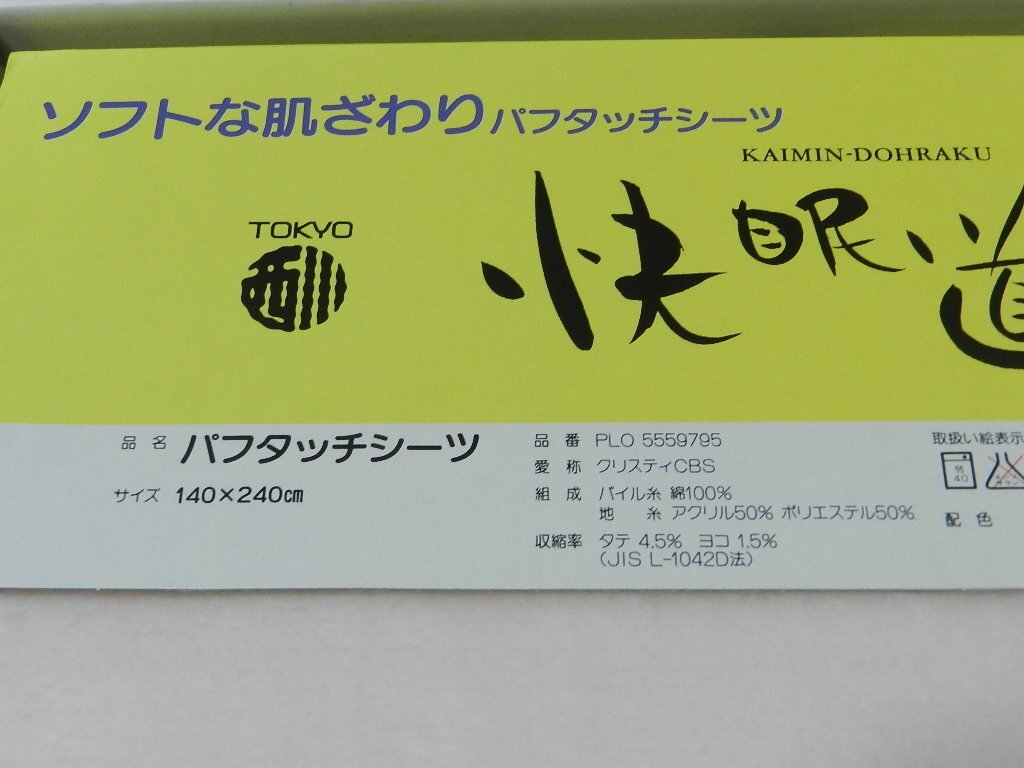 ソフトな肌ざわりパフタッチシーツ
KAIMIN-DOHRAKU
快眠道
TOKYO
西川
品名 パフタッチシーツ
サイズ 140×240cm
品番 PLO 5559795
愛称 クリスティCBS
組成 パイル糸 綿100%
地糸 アクリル50% ポリエステル50%
収縮率 タテ 4.5% ヨコ 1.5%
(JIS L-1042D法)
取扱い絵表示
40
配色